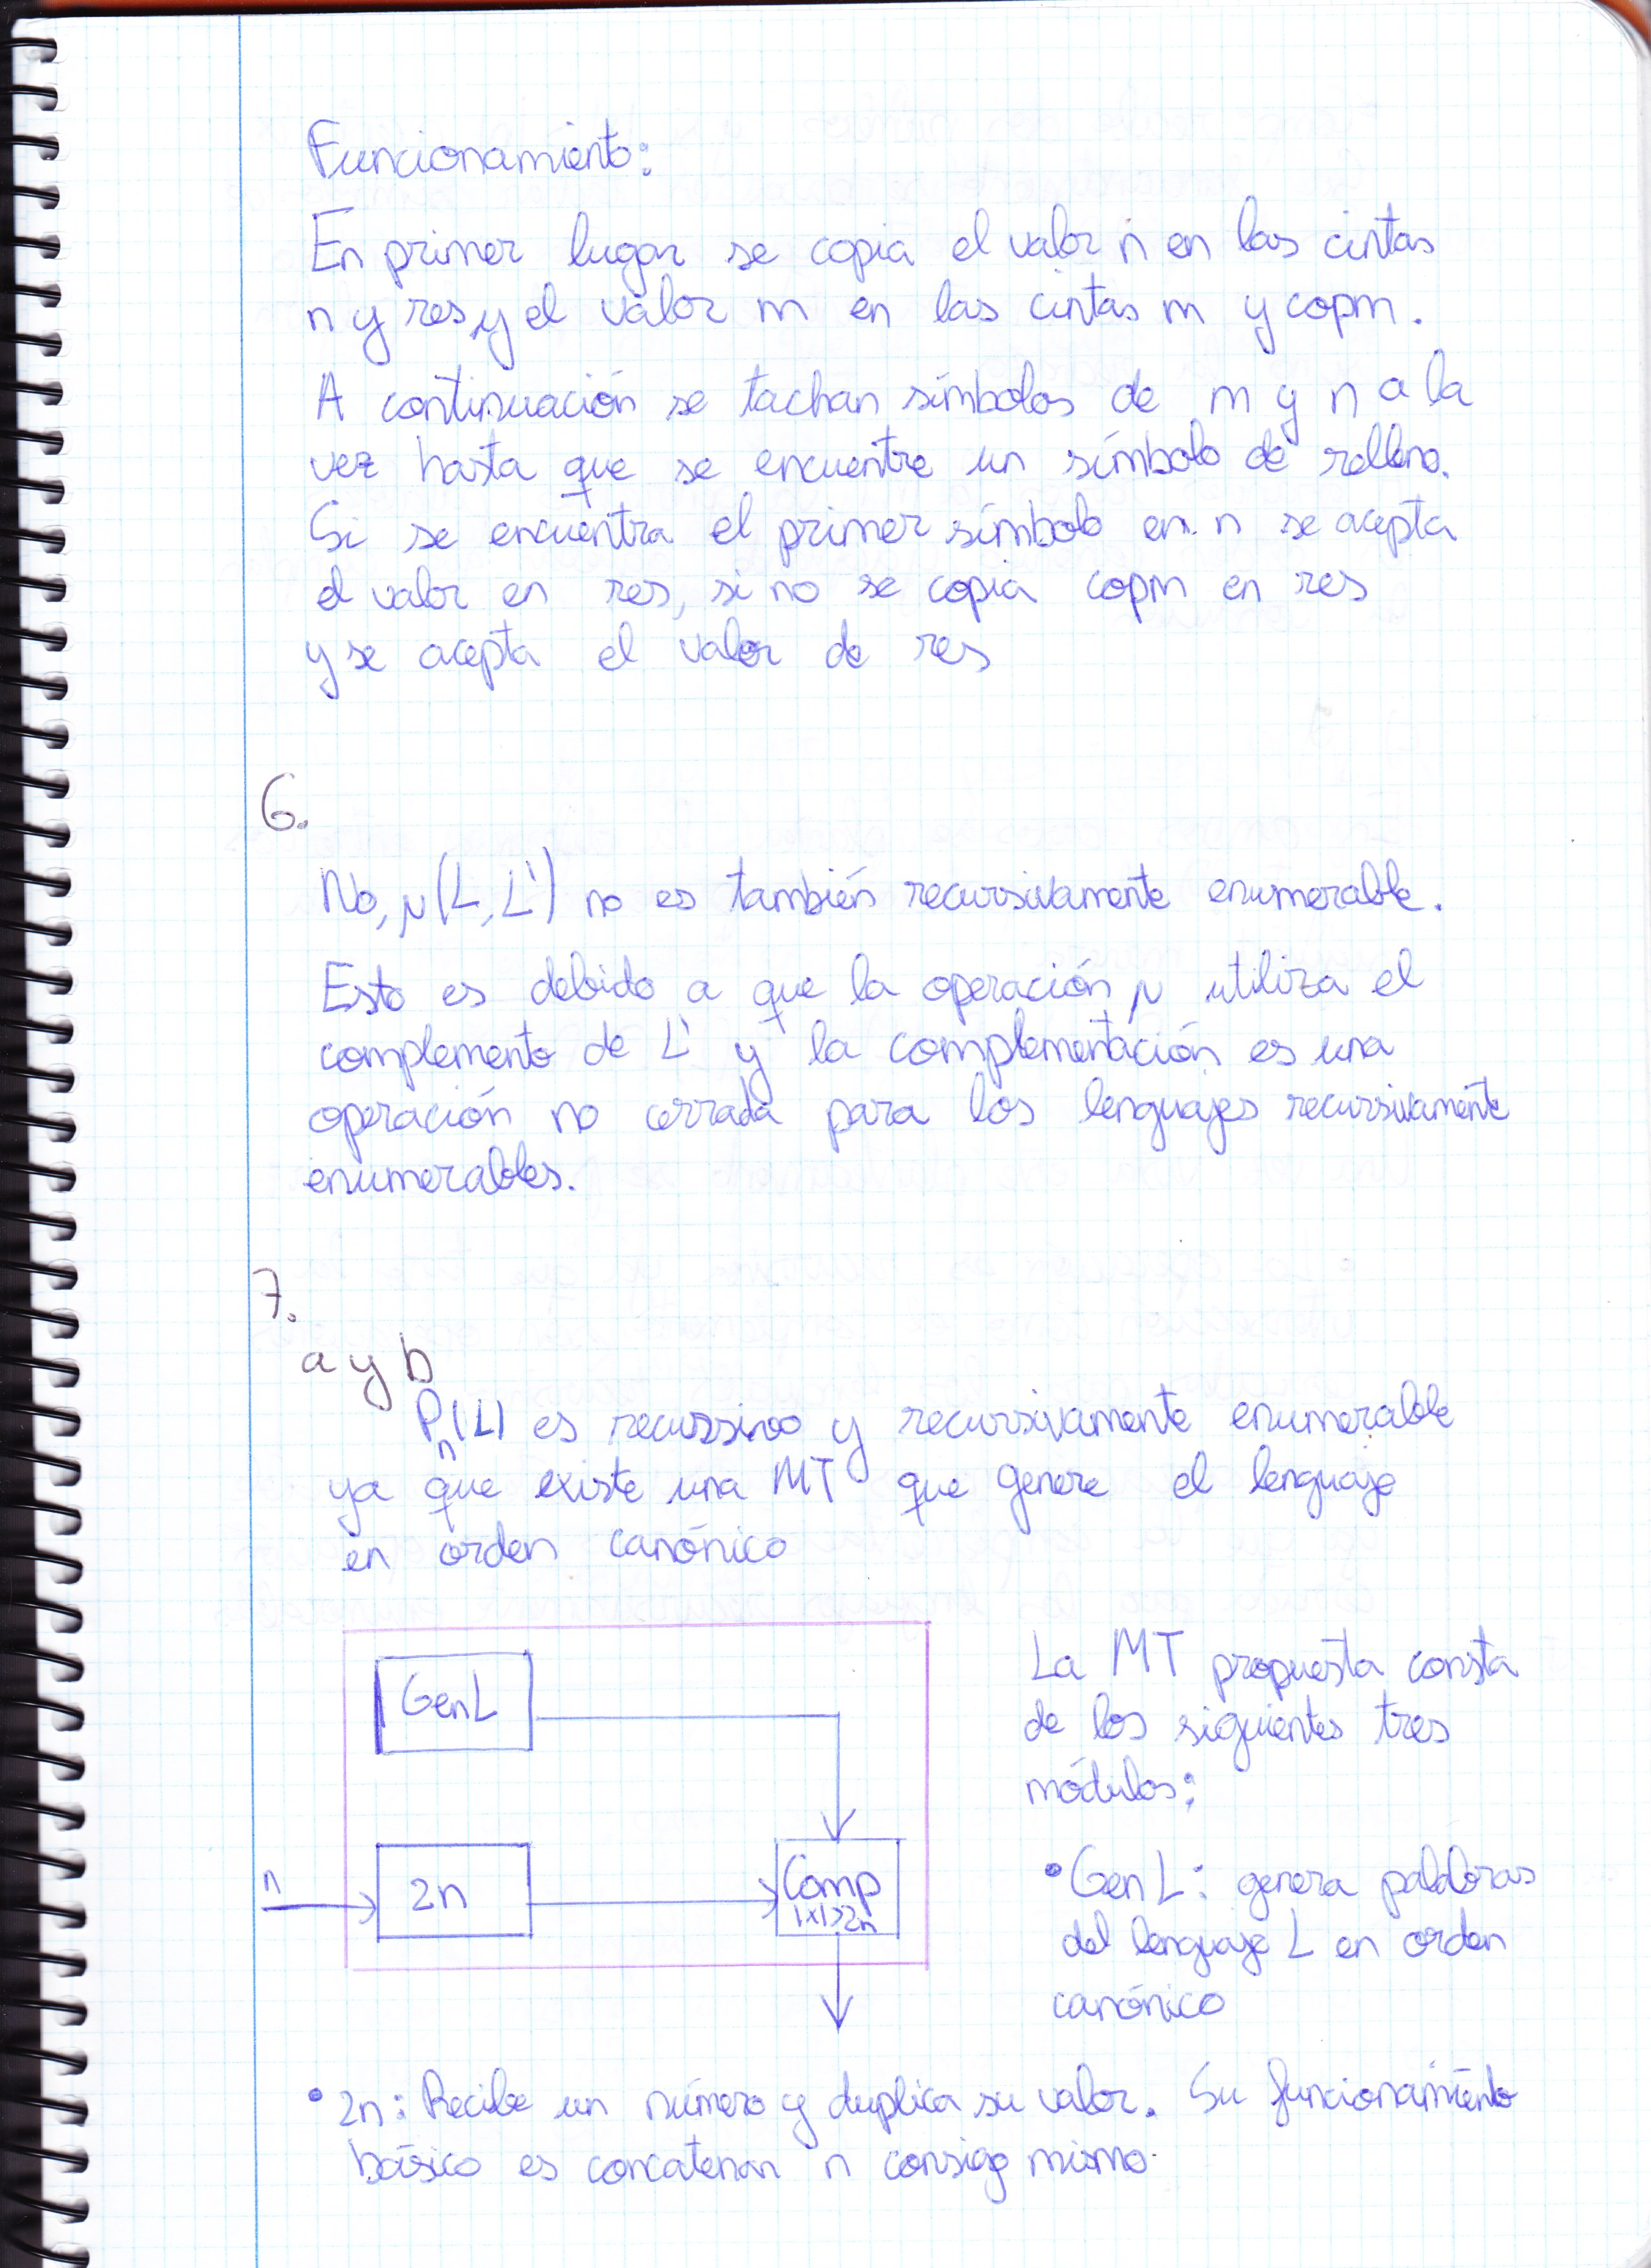 Funcionamiento:
En primer lugar se copia el valor n en las cintas
n y res, y el valor m en las cintas m y copm.
A continuación se tachan símbolos de m y n a la
vez hasta que se encuentre un símbolo de relleno.
Si se encuentra el primer símbolo en n se acepta
el valor en res, si no se copia copm en res
y se acepta el valor de res
6.
No, μ(L, L') no es también recursivamente enumerable.
Esto es debido a que la operación μ utiliza el
complemento de L' y la complementación es una
operación no cerrada para los lenguajes recursivamente
enumerables.
7.
a y b
Pn(L) es recursivo y recursivamente enumerable
ya que existe una MT que genere el lenguaje
en orden canónico
GenL
n
2n
Comp
|x|>2n
La MT propuesta consta
de los siguientes tres
módulos:
• GenL: genera palabras
del lenguaje L en orden
canónico
• 2n: Recibe un número y duplica su valor. Su funcionamiento
básico es concatenar n consigo mismo.